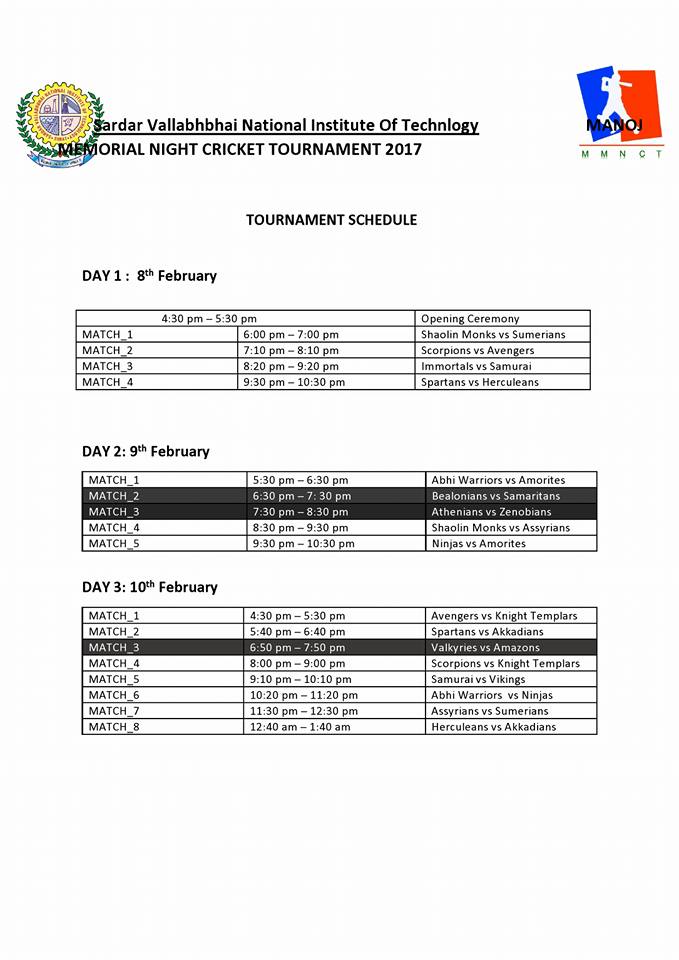 Sardar Vallabhbhai National Institute Of Technlogy MANOJ
MEMORIAL NIGHT CRICKET TOURNAMENT 2017
M M N C T
TOURNAMENT SCHEDULE
DAY 1 : 8th February
4:30 pm – 5:30 pm Opening Ceremony
MATCH_1 6:00 pm – 7:00 pm Shaolin Monks vs Sumerians
MATCH_2 7:10 pm – 8:10 pm Scorpions vs Avengers
MATCH_3 8:20 pm – 9:20 pm Immortals vs Samurai
MATCH_4 9:30 pm – 10:30 pm Spartans vs Herculeans
DAY 2: 9th February
MATCH_1 5:30 pm – 6:30 pm Abhi Warriors vs Amorites
MATCH_2 6:30 pm – 7: 30 pm Bealonians vs Samaritans
MATCH_3 7:30 pm – 8:30 pm Athenians vs Zenobians
MATCH_4 8:30 pm – 9:30 pm Shaolin Monks vs Assyrians
MATCH_5 9:30 pm – 10:30 pm Ninjas vs Amorites
DAY 3: 10th February
MATCH_1 4:30 pm – 5:30 pm Avengers vs Knight Templars
MATCH_2 5:40 pm – 6:40 pm Spartans vs Akkadians
MATCH_3 6:50 pm – 7:50 pm Valkyries vs Amazons
MATCH_4 8:00 pm – 9:00 pm Scorpions vs Knight Templars
MATCH_5 9:10 pm – 10:10 pm Samurai vs Vikings
MATCH_6 10:20 pm – 11:20 pm Abhi Warriors vs Ninjas
MATCH_7 11:30 pm – 12:30 pm Assyrians vs Sumerians
MATCH_8 12:40 am – 1:40 am Herculeans vs Akkadians